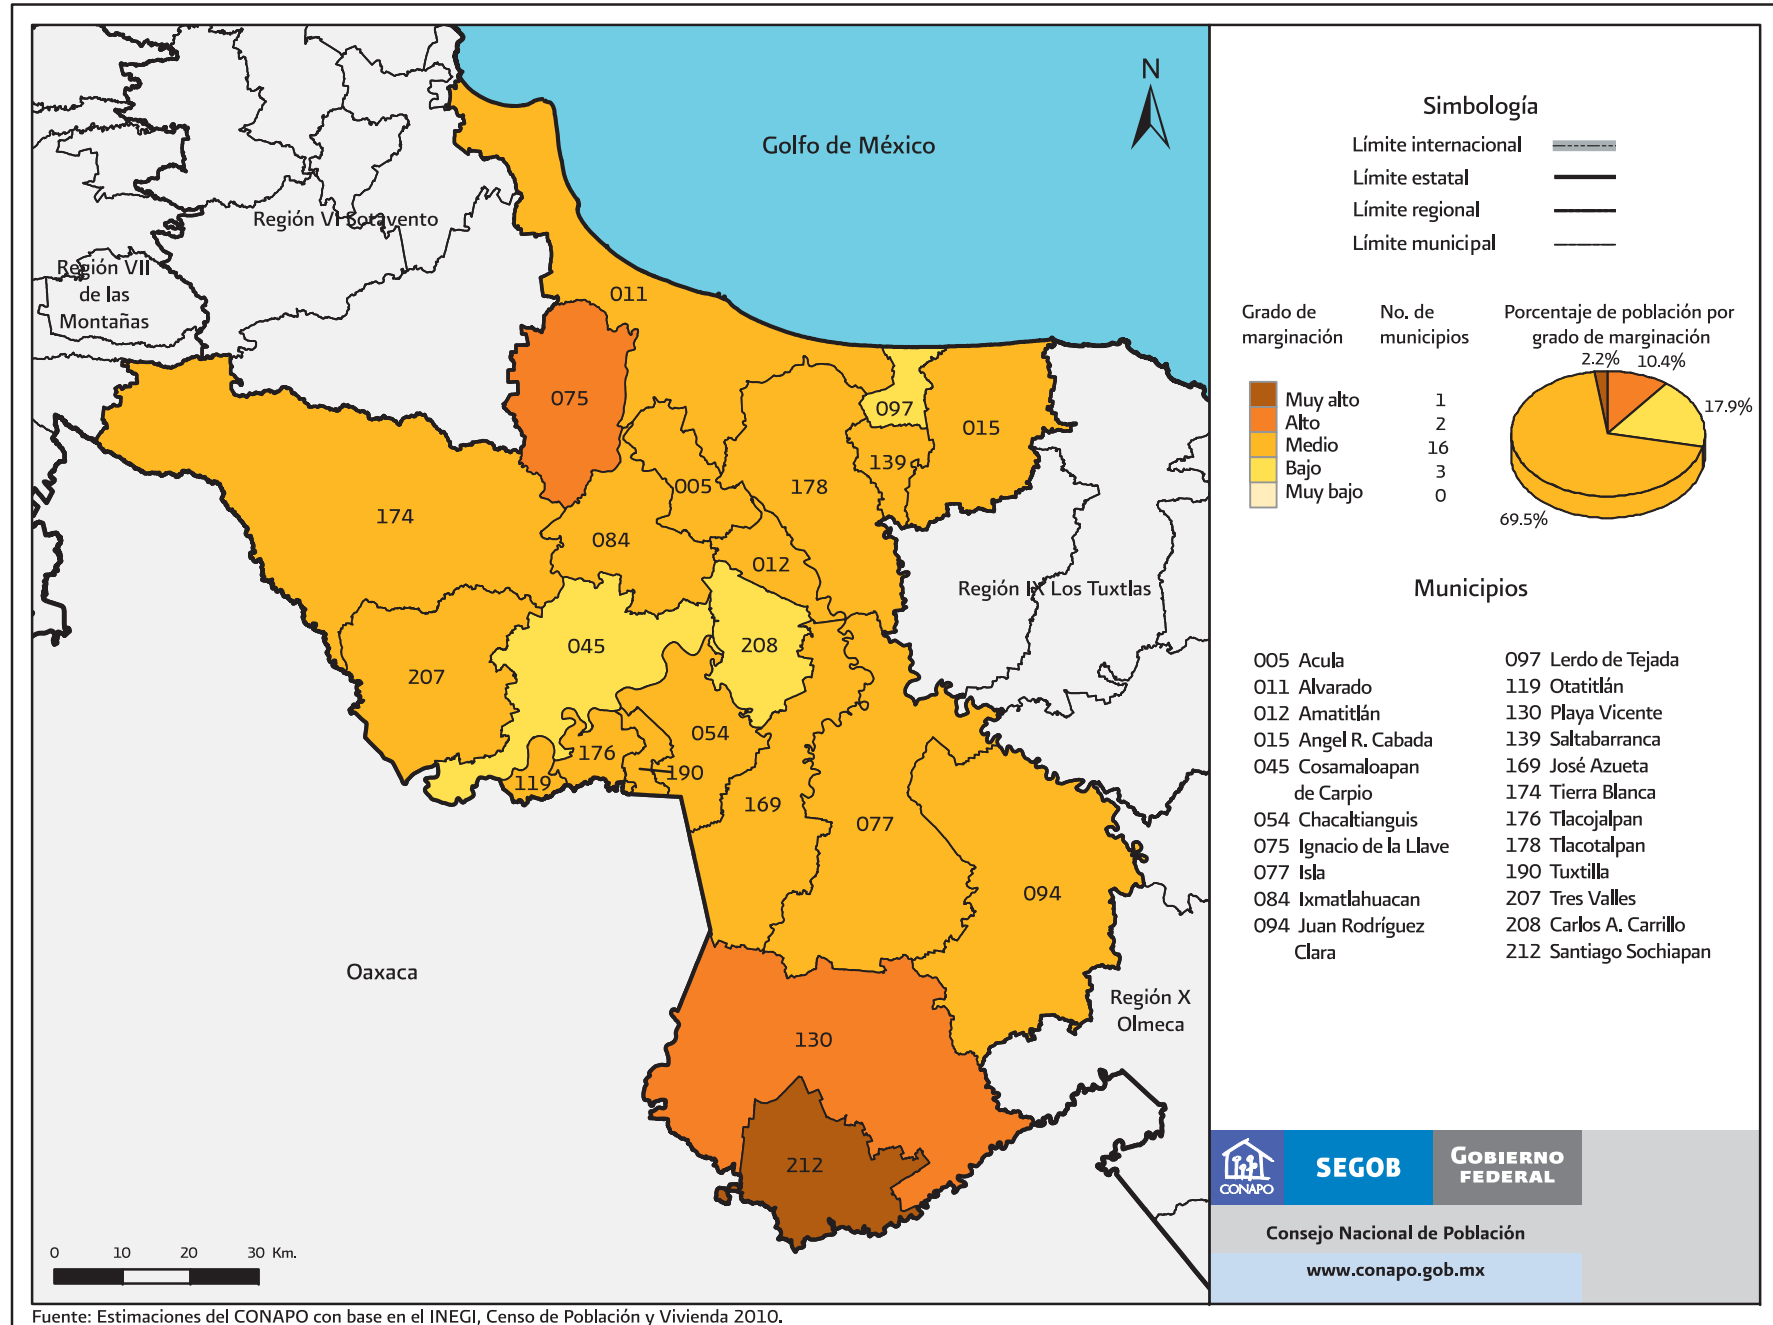 N
Golfo de México
Región VI Sotavento
Región VII
de las
Montañas
011
075
097
015
139
005
178
174
084
012
Región IX Los Tuxtlas
045
208
207
054
176
190
119
169
077
094
Oaxaca
Región X
Olmeca
130
212
0 10 20 30 Km.
Simbología
Límite internacional
Límite estatal
Límite regional
Límite municipal
Grado de
marginación
No. de
municipios
Muy alto 1
Alto 2
Medio 16
Bajo 3
Muy bajo 0
Porcentaje de población por
grado de marginación
2.2%
10.4%
17.9%
69.5%
Municipios
005 Acula
011 Alvarado
012 Amatitlán
015 Angel R. Cabada
045 Cosamaloapan
de Carpio
054 Chacaltianguis
075 Ignacio de la Llave
077 Isla
084 Ixmatlahuacan
094 Juan Rodríguez
Clara
097 Lerdo de Tejada
119 Otatitlán
130 Playa Vicente
139 Saltabarranca
169 José Azueta
174 Tierra Blanca
176 Tlacojalpan
178 Tlacotalpan
190 Tuxtilla
207 Tres Valles
208 Carlos A. Carrillo
212 Santiago Sochiapan
CONAPO
SEGOB
GOBIERNO
FEDERAL
Consejo Nacional de Población
www.conapo.gob.mx
Fuente: Estimaciones del CONAPO con base en el INEGI, Censo de Población y Vivienda 2010.